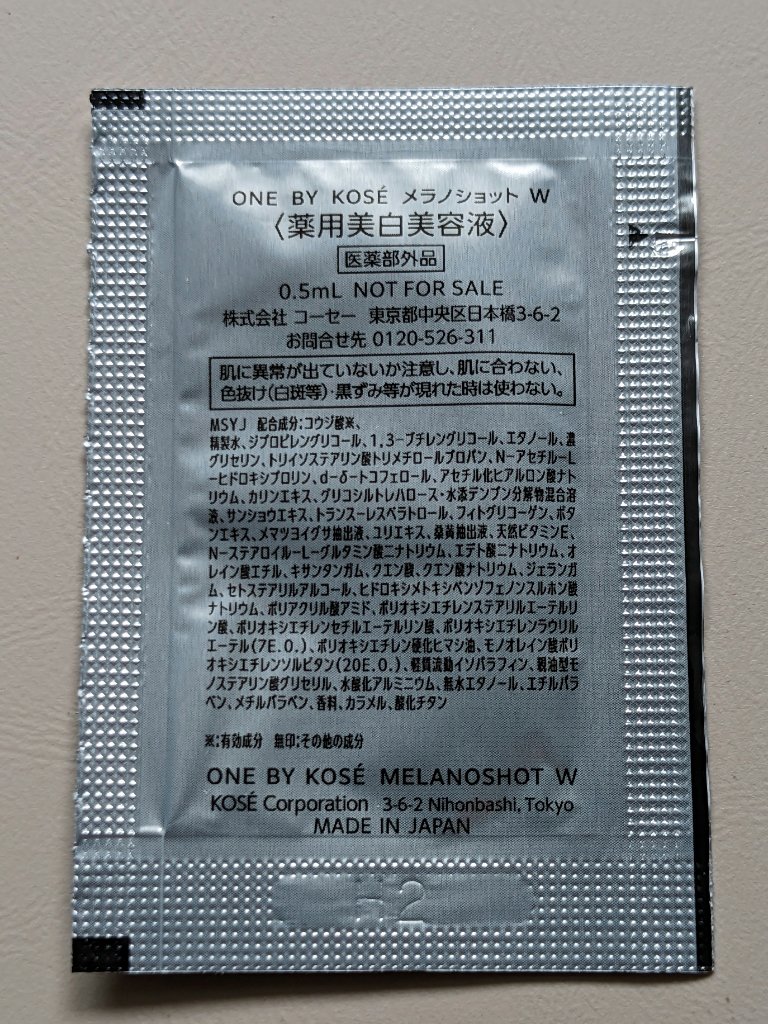 ONE BY KOSÉ メラノショット W
〈薬用美白美容液〉
医薬部外品
0.5mL NOT FOR SALE
株式会社 コーセー 東京都中央区日本橋3-6-2
お問合せ先 0120-526-311
肌に異常が出ていないか注意し、肌に合わない、
色抜け(白斑等)・黒ずみ等が現れた時は使わない。
MSYJ 配合成分:コウジ酸※、
精製水、ジプロピレングリコール、1,3-ブチレングリコール、エタノール、濃
グリセリン、トリイソステアリン酸トリメチロールプロパン、N-アセチル-L
-ヒドロキシプロリン、d-δ-トコフェロール、アセチル化ヒアルロン酸ナト
リウム、カリンエキス、グリコシルトレハロース・水添デンプン分解物混合溶
液、サンショウエキス、トランス-レスベラトロール、フィトグリコーゲン、ボタ
ンエキス、メマツヨイグサ抽出液、ユリエキス、桑黄抽出液、天然ビタミンE、
N-ステアロイル-L-グルタミン酸二ナトリウム、エデト酸二ナトリウム、オ
レイン酸エチル、キサンタンガム、クエン酸、クエン酸ナトリウム、ジェランガ
ム、セトステアリルアルコール、ヒドロキシメトキシベンゾフェノンスルホン酸
ナトリウム、ポリアクリル酸アミド、ポリオキシエチレンステアリルエーテルリ
ン酸、ポリオキシエチレンセチルエーテルリン酸、ポリオキシエチレンラウリル
エーテル(7E.O.)、ポリオキシエチレン硬化ヒマシ油、モノオレイン酸ポリ
オキシエチレンソルビタン(20E.O.)、軽質流動イソパラフィン、親油型モ
ノステアリン酸グリセリル、水酸化アルミニウム、無水エタノール、エチルパラ
ベン、メチルパラベン、香料、カラメル、酸化チタン
※:有効成分 無印:その他の成分
ONE BY KOSÉ MELANOSHOT W
KOSÉ Corporation 3-6-2 Nihonbashi, Tokyo
MADE IN JAPAN